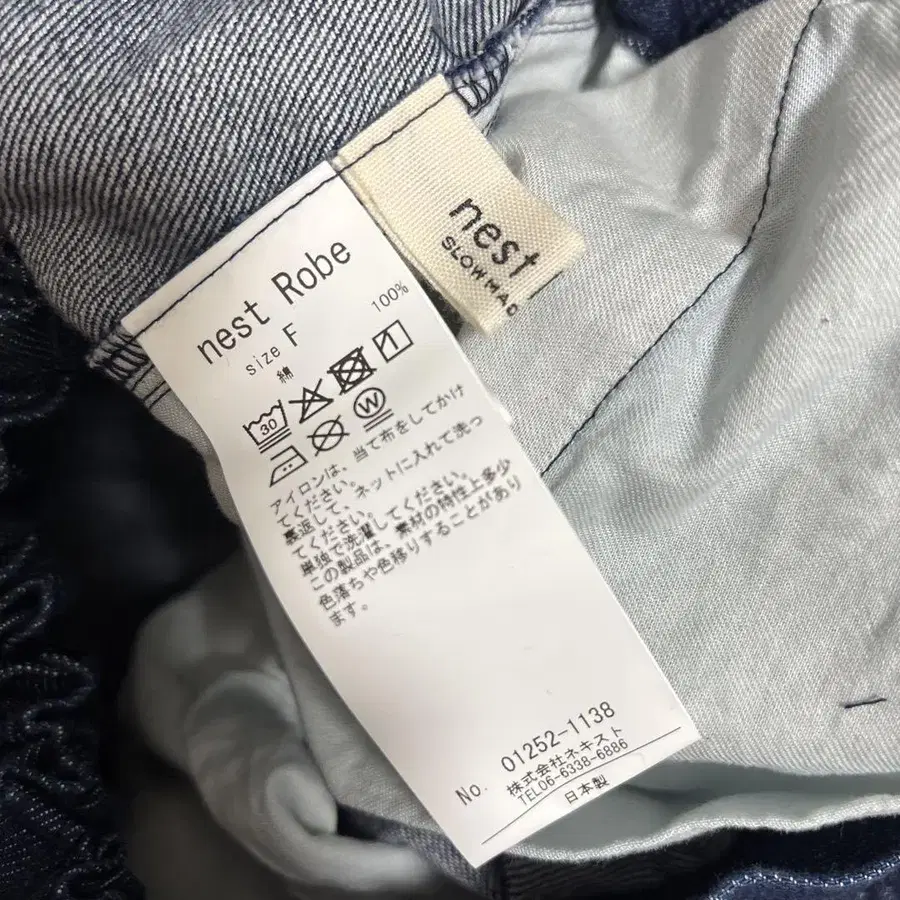 nest
SLOW MAD
nest Robe
size F
綿 100%
30
W
アイロンは、当て布をしてかけ
てください。
裏返して、ネットに入れて洗っ
てください。
単独で洗濯してください。
この製品は、素材の特性上多少
色落ちや色移りすることがあり
ます。
No. 01252-1138
株式会社ネキスト
TEL06-6338-6886
日本製